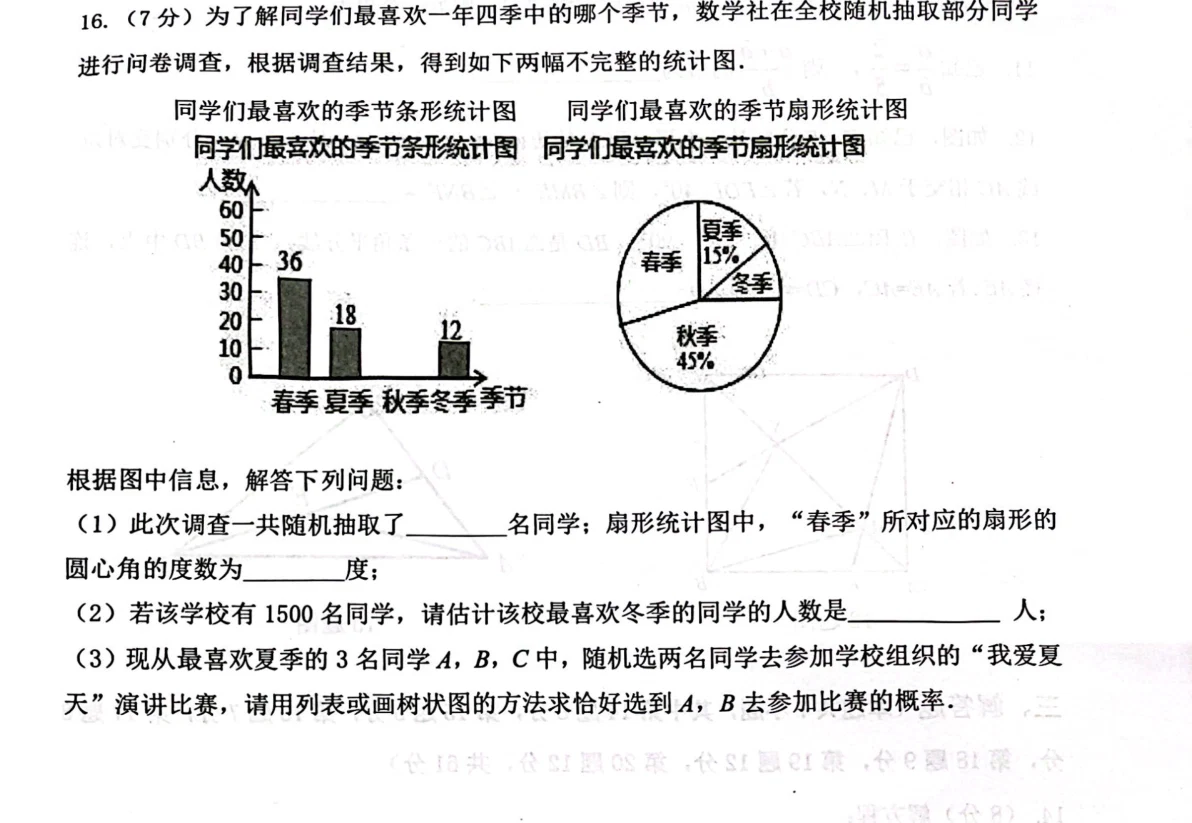 16.（7 分）为了解同学们最喜欢一年四季中的哪个季节，数学社在全校随机抽取部分同学
进行问卷调查，根据调查结果，得到如下两幅不完整的统计图．
同学们最喜欢的季节条形统计图
同学们最喜欢的季节扇形统计图
同学们最喜欢的季节条形统计图
同学们最喜欢的季节扇形统计图
人数
60
50
40
30
20
10
0
36
18
12
春季 夏季 秋季 冬季 季节
春季
夏季
15%
冬季
秋季
45%
根据图中信息，解答下列问题：
（1）此次调查一共随机抽取了________名同学；扇形统计图中，“春季”所对应的扇形的
圆心角的度数为________度；
（2）若该学校有 1500 名同学，请估计该校最喜欢冬季的同学的人数是____________ 人；
（3）现从最喜欢夏季的 3 名同学 A，B，C 中，随机选两名同学去参加学校组织的“我爱夏
天”演讲比赛，请用列表或画树状图的方法求恰好选到 A，B 去参加比赛的概率．